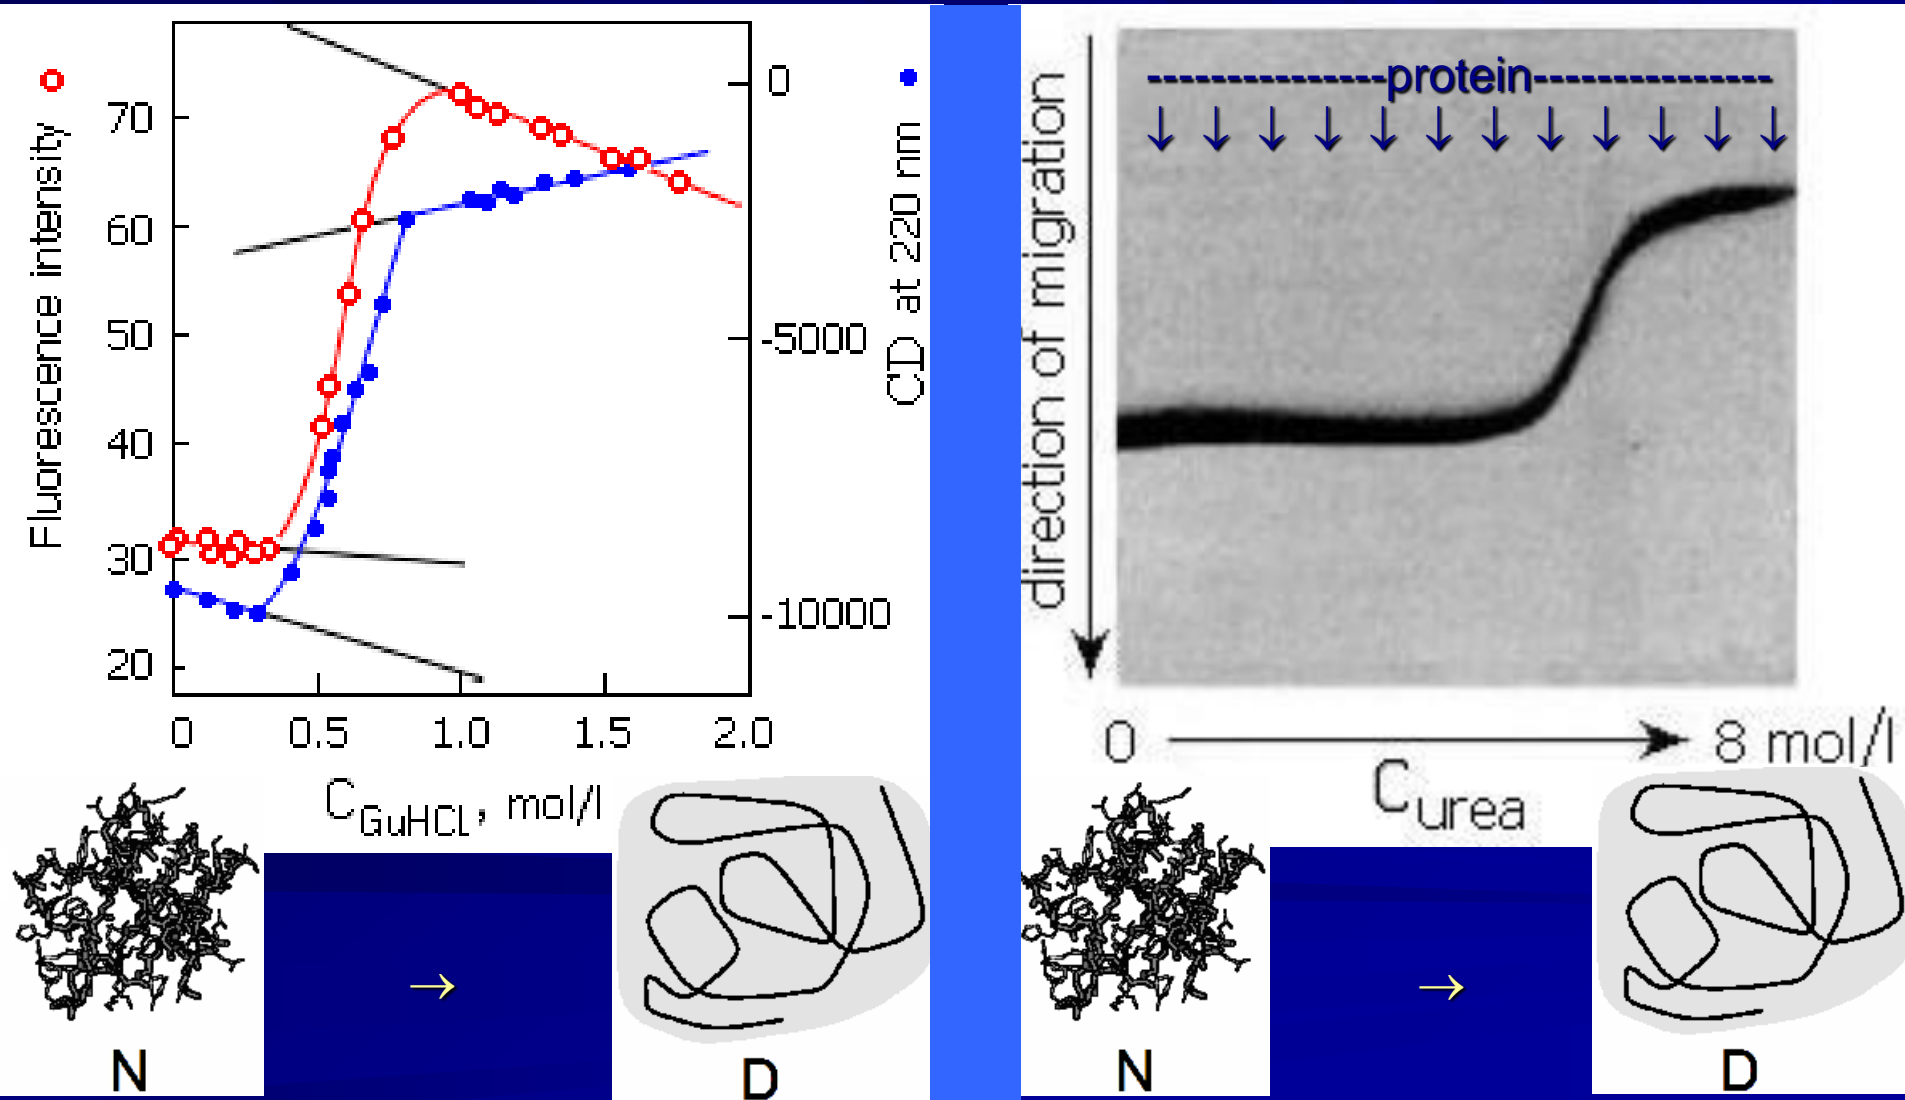 Fluorescence intensity
70
60
50
40
30
20
0
-5000
-10000
CD at 220 nm
0 0.5 1.0 1.5 2.0
C GuHCL, mol/l
N
→
D
---------------protein---------------
↓ ↓ ↓ ↓ ↓ ↓ ↓ ↓ ↓ ↓ ↓ ↓
direction of migration
0 8 mol/l
C urea
N
→
D